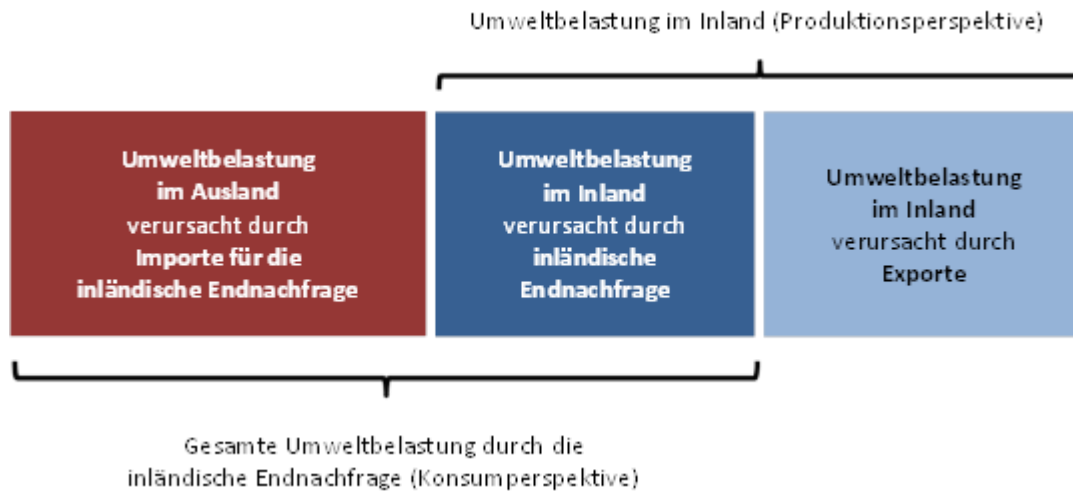 Umweltbelastung im Inland (Produktionsperspektive)
Umweltbelastung
im Ausland
verursacht durch
Importe für die
inländische Endnachfrage
Umweltbelastung
im Inland
verursacht durch
inländische
Endnachfrage
Umweltbelastung
im Inland
verursacht durch
Exporte
Gesamte Umweltbelastung durch die
inländische Endnachfrage (Konsumperspektive)